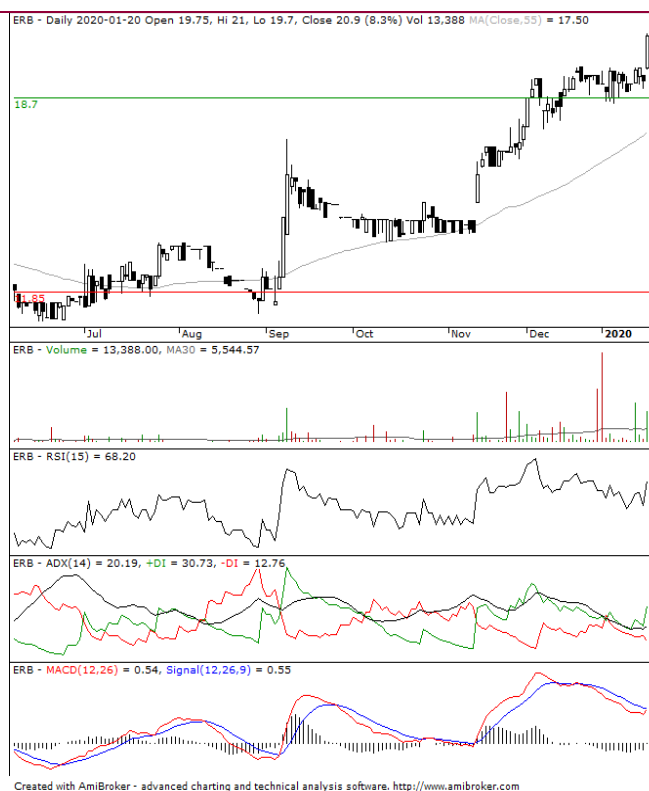 ERB - Daily 2020-01-20 Open 19.75, Hi 21, Lo 19.7, Close 20.9 (8.3%) Vol 13,388 MA(Close,55) = 17.50
18.7
11.85
Jul Aug Sep Oct Nov Dec 2020
ERB - Volume = 13,388.00, MA30 = 5,544.57
ERB - RSI(15) = 68.20
ERB - ADX(14) = 20.19, +DI = 30.73, -DI = 12.76
ERB - MACD(12,26) = 0.54, Signal(12,26,9) = 0.55
Created with AmiBroker - advanced charting and technical analysis software. http://www.amibroker.com